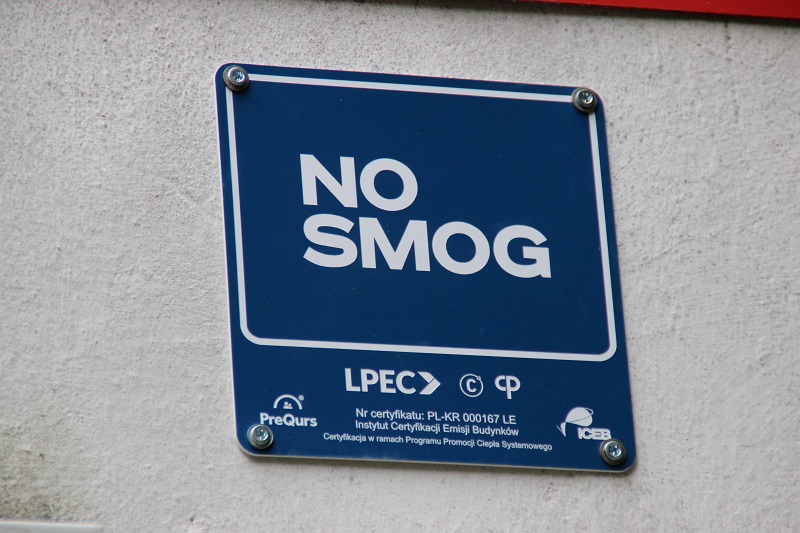 NO
SMOG
LPEC
© CP
PreQurs®
Nr certyfikatu: PL-KR 000167 LE
Instytut Certyfikacji Emisji Budynków
Certyfikacja w ramach Programu Promocji Ciepła Systemowego
ICEB